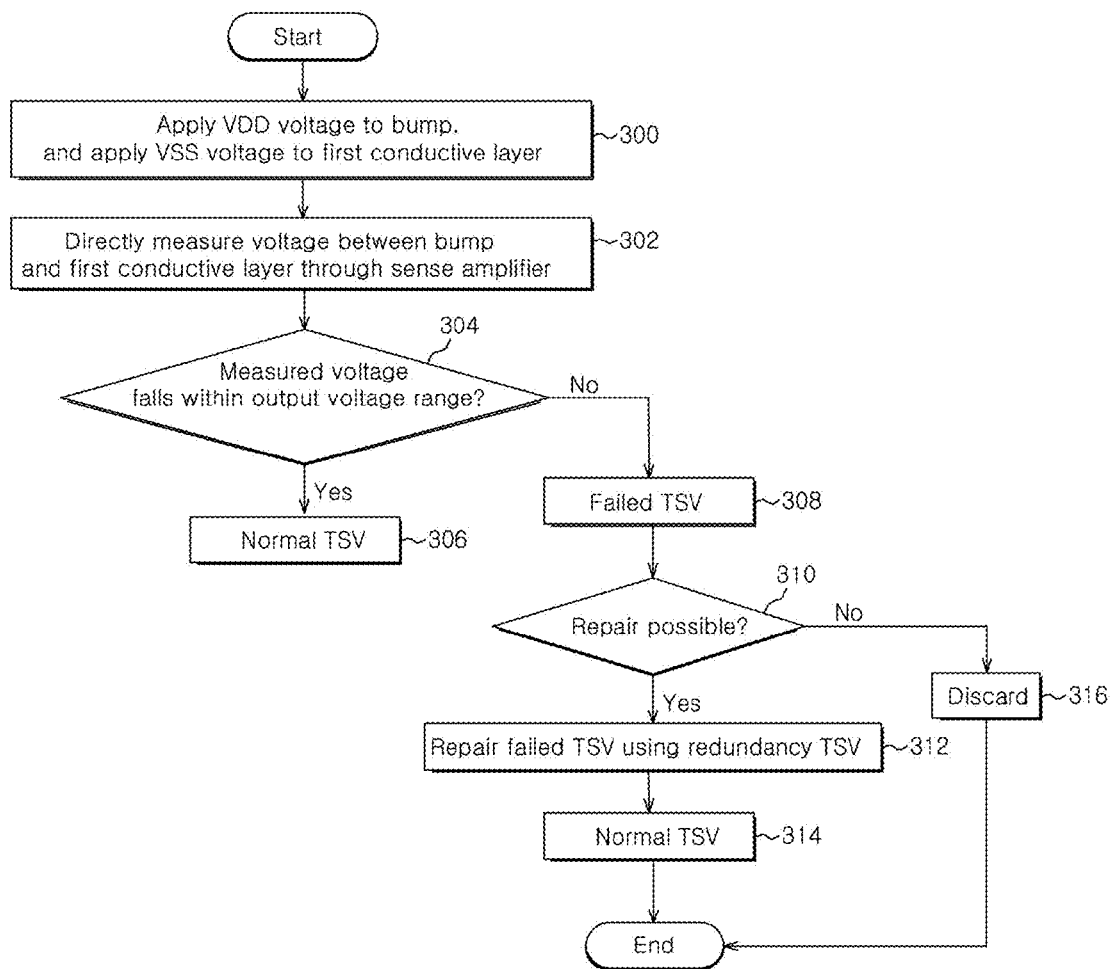 Start
Apply VDD voltage to bump,
and apply VSS voltage to first conductive layer
300
Directly measure voltage between bump
and first conductive layer through sense amplifier
302
304
Measured voltage
falls within output voltage range?
No
Yes
Failed TSV
308
Normal TSV
306
310
Repair possible?
No
Yes
Discard
316
Repair failed TSV using redundancy TSV
312
Normal TSV
314
End